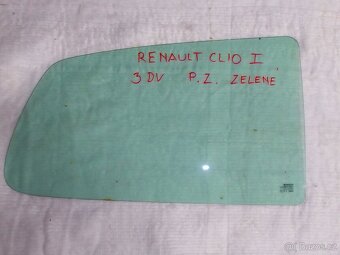 RENAULT CLIO I
3DV P.Z. ZELENÉ
Bazos.cz